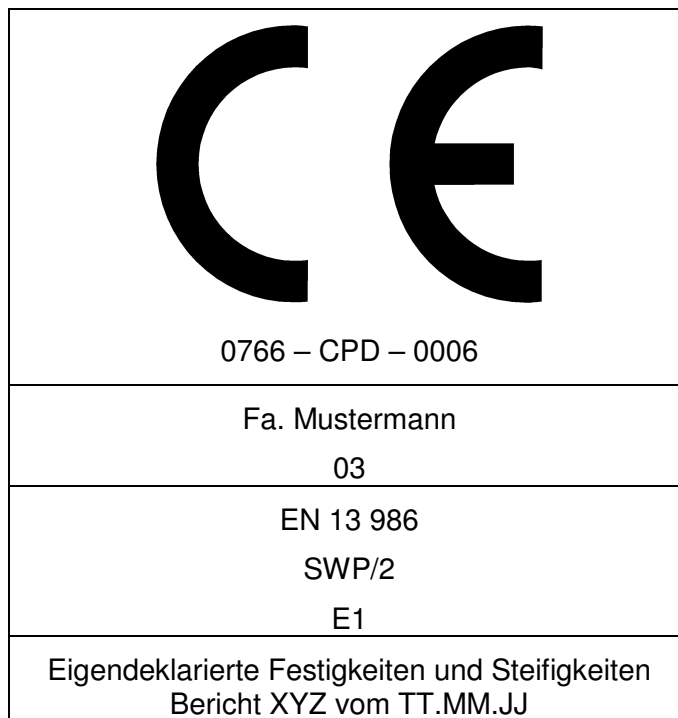 CE
0766 – CPD – 0006
Fa. Mustermann
03
EN 13 986
SWP/2
E1
Eigendeklarierte Festigkeiten und Steifigkeiten
Bericht XYZ vom TT.MM.JJ